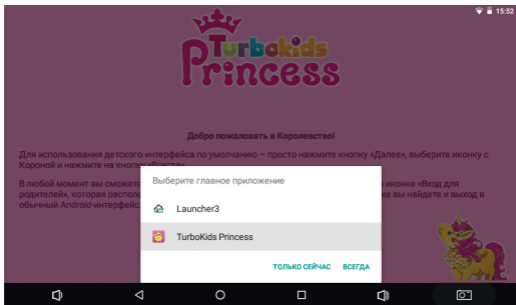 15:52
Turbokids
Princess
Добро пожаловать в Королевство!
Для использования детского интерфейса по умолчанию – просто нажмите кнопку «Далее», выберите иконку с
Короной и нажмите на кнопку «Всегда».
В любой момент вы сможете иконке «Вход для
Выберите главное приложение
родителей», которая же вы найдете и выход в
обычный Android-интерфейс.
Launcher3
TurboKids Princess
ТОЛЬКО СЕЙЧАС ВСЕГДА